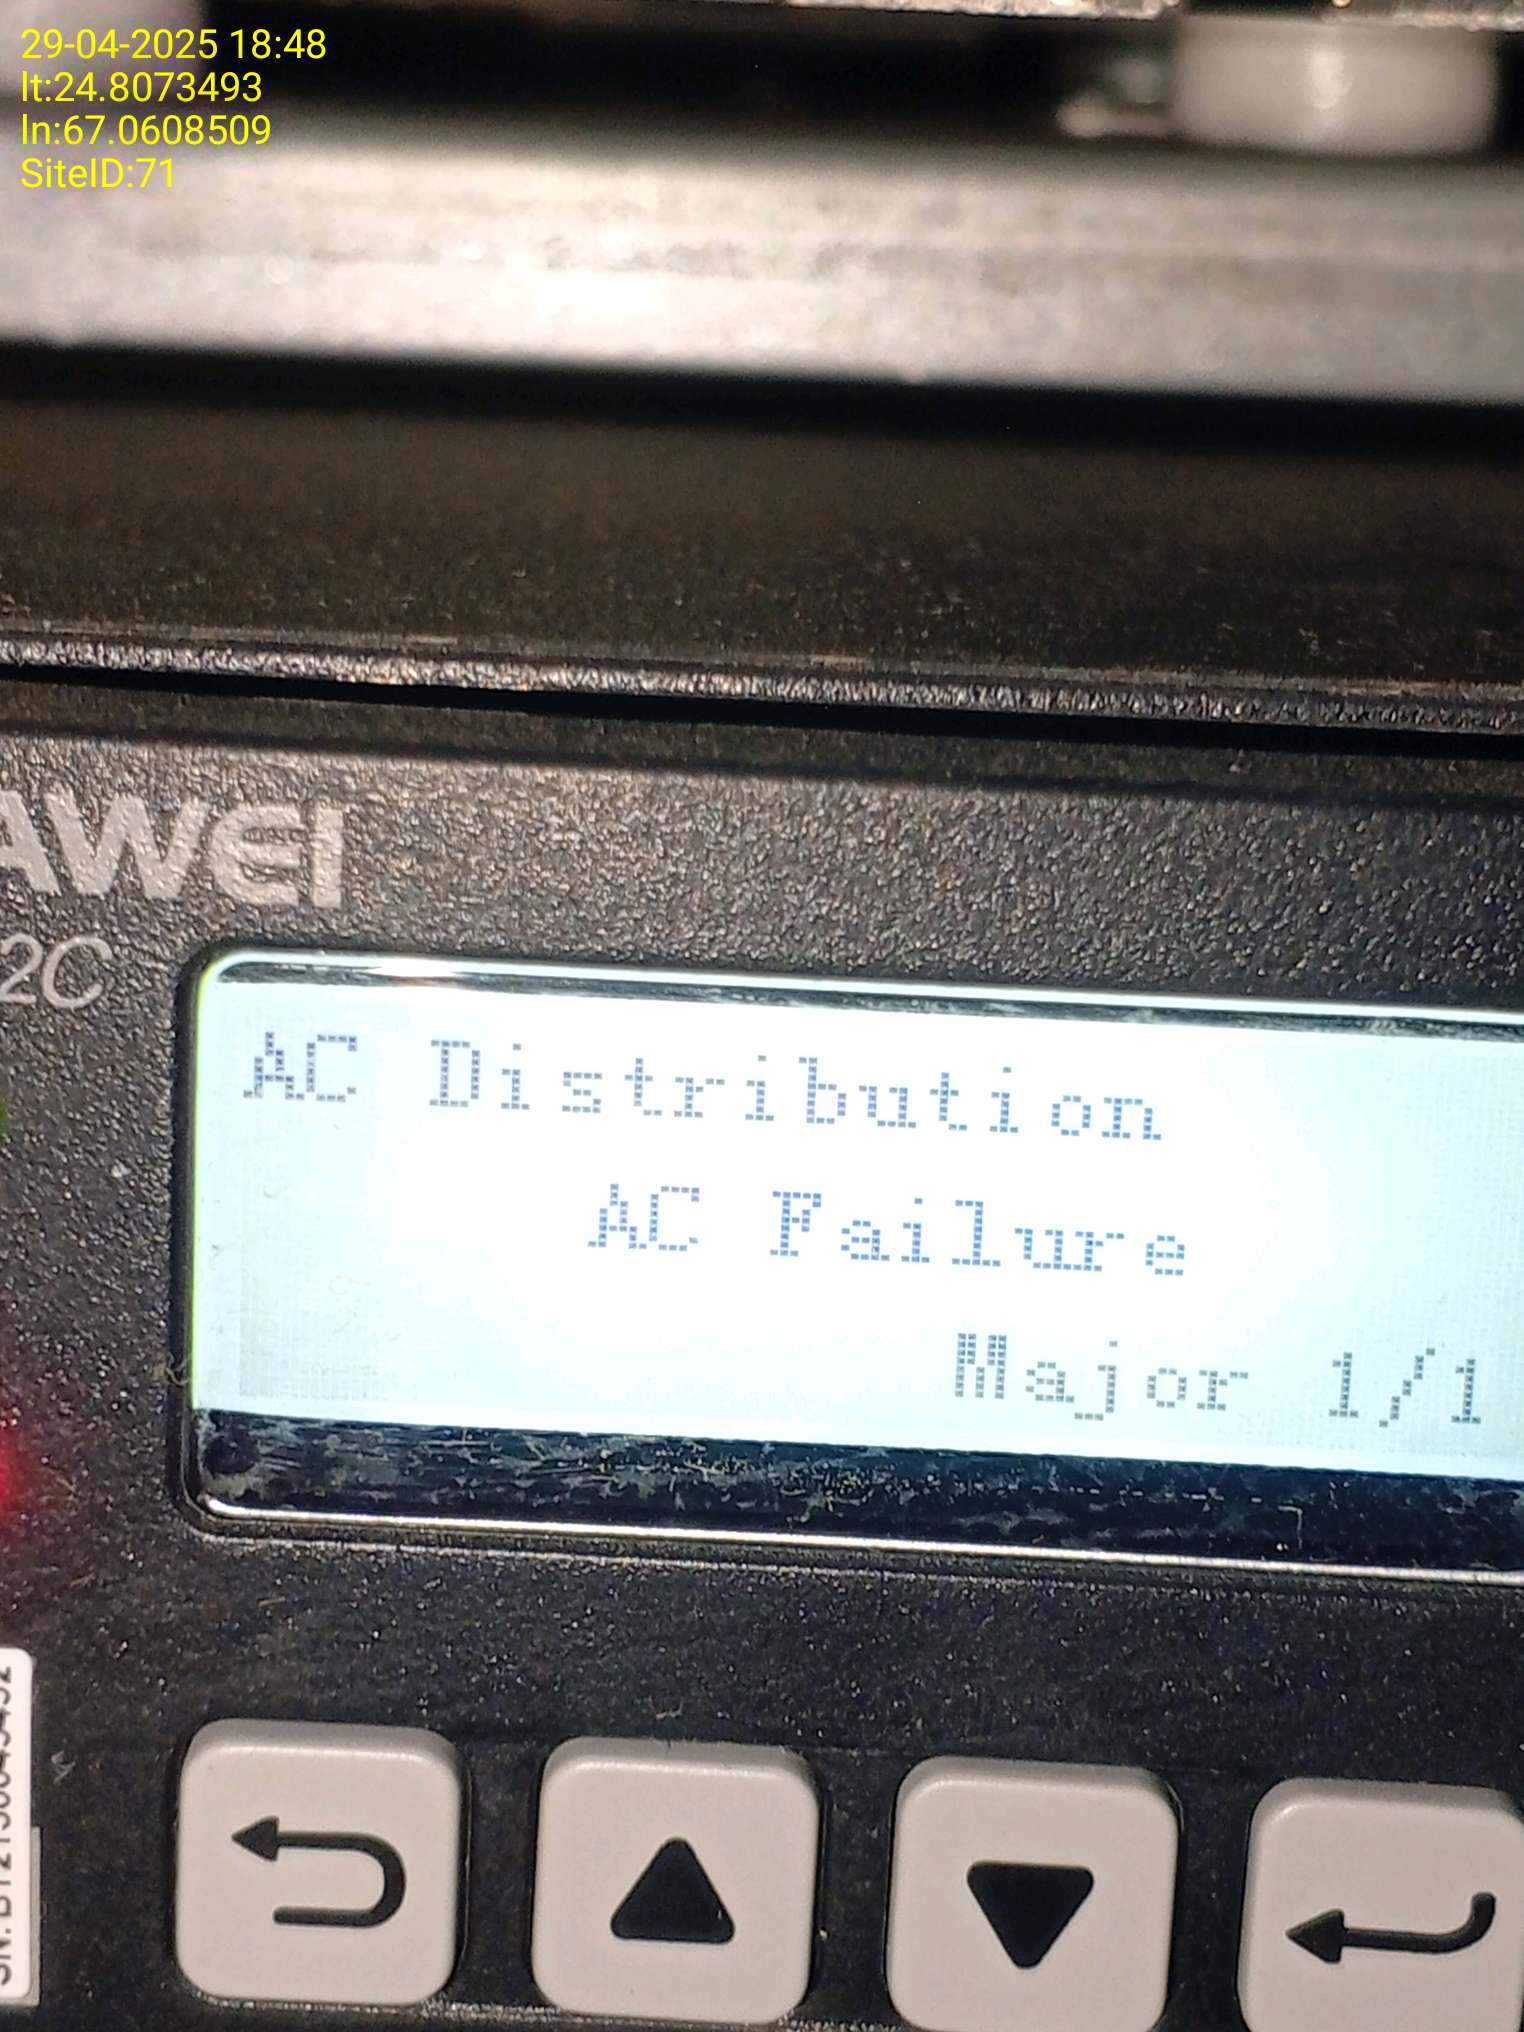 29-04-2025 18:48
lt:24.8073493
ln:67.0608509
SiteID:71
AWEI
2C
AC Distribution
AC Failure
Major 1/1